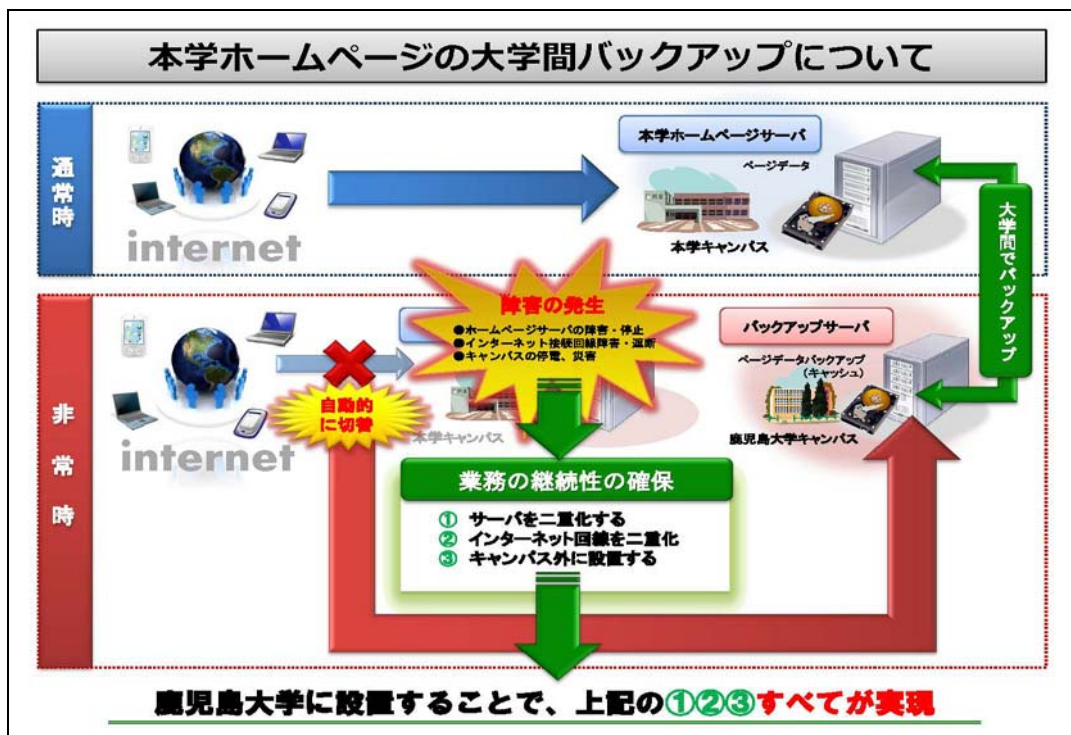 本学ホームページの大学間バックアップについて
通常時
internet
本学ホームページサーバ
ページデータ
本学キャンパス
大学間でバックアップ
非常時
internet
自動的
に切替
障害の発生
●ホームページサーバの障害・停止
●インターネット接続回線障害・遮断
●キャンパスの停電、災害
本学キャンパス
バックアップサーバ
ページデータバックアップ
(キャッシュ)
鹿児島大学キャンパス
業務の継続性の確保
① サーバを二重化する
② インターネット回線を二重化
③ キャンパス外に設置する
鹿児島大学に設置することで、上記の①②③すべてが実現